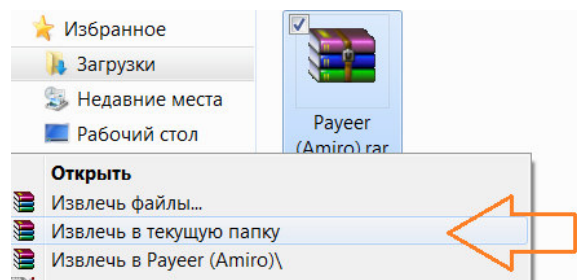 Избранное
Загрузки
Недавние места
Рабочий стол
Payeer
(Amiro).rar
Открыть
Извлечь файлы...
Извлечь в текущую папку
Извлечь в Payeer (Amiro)\